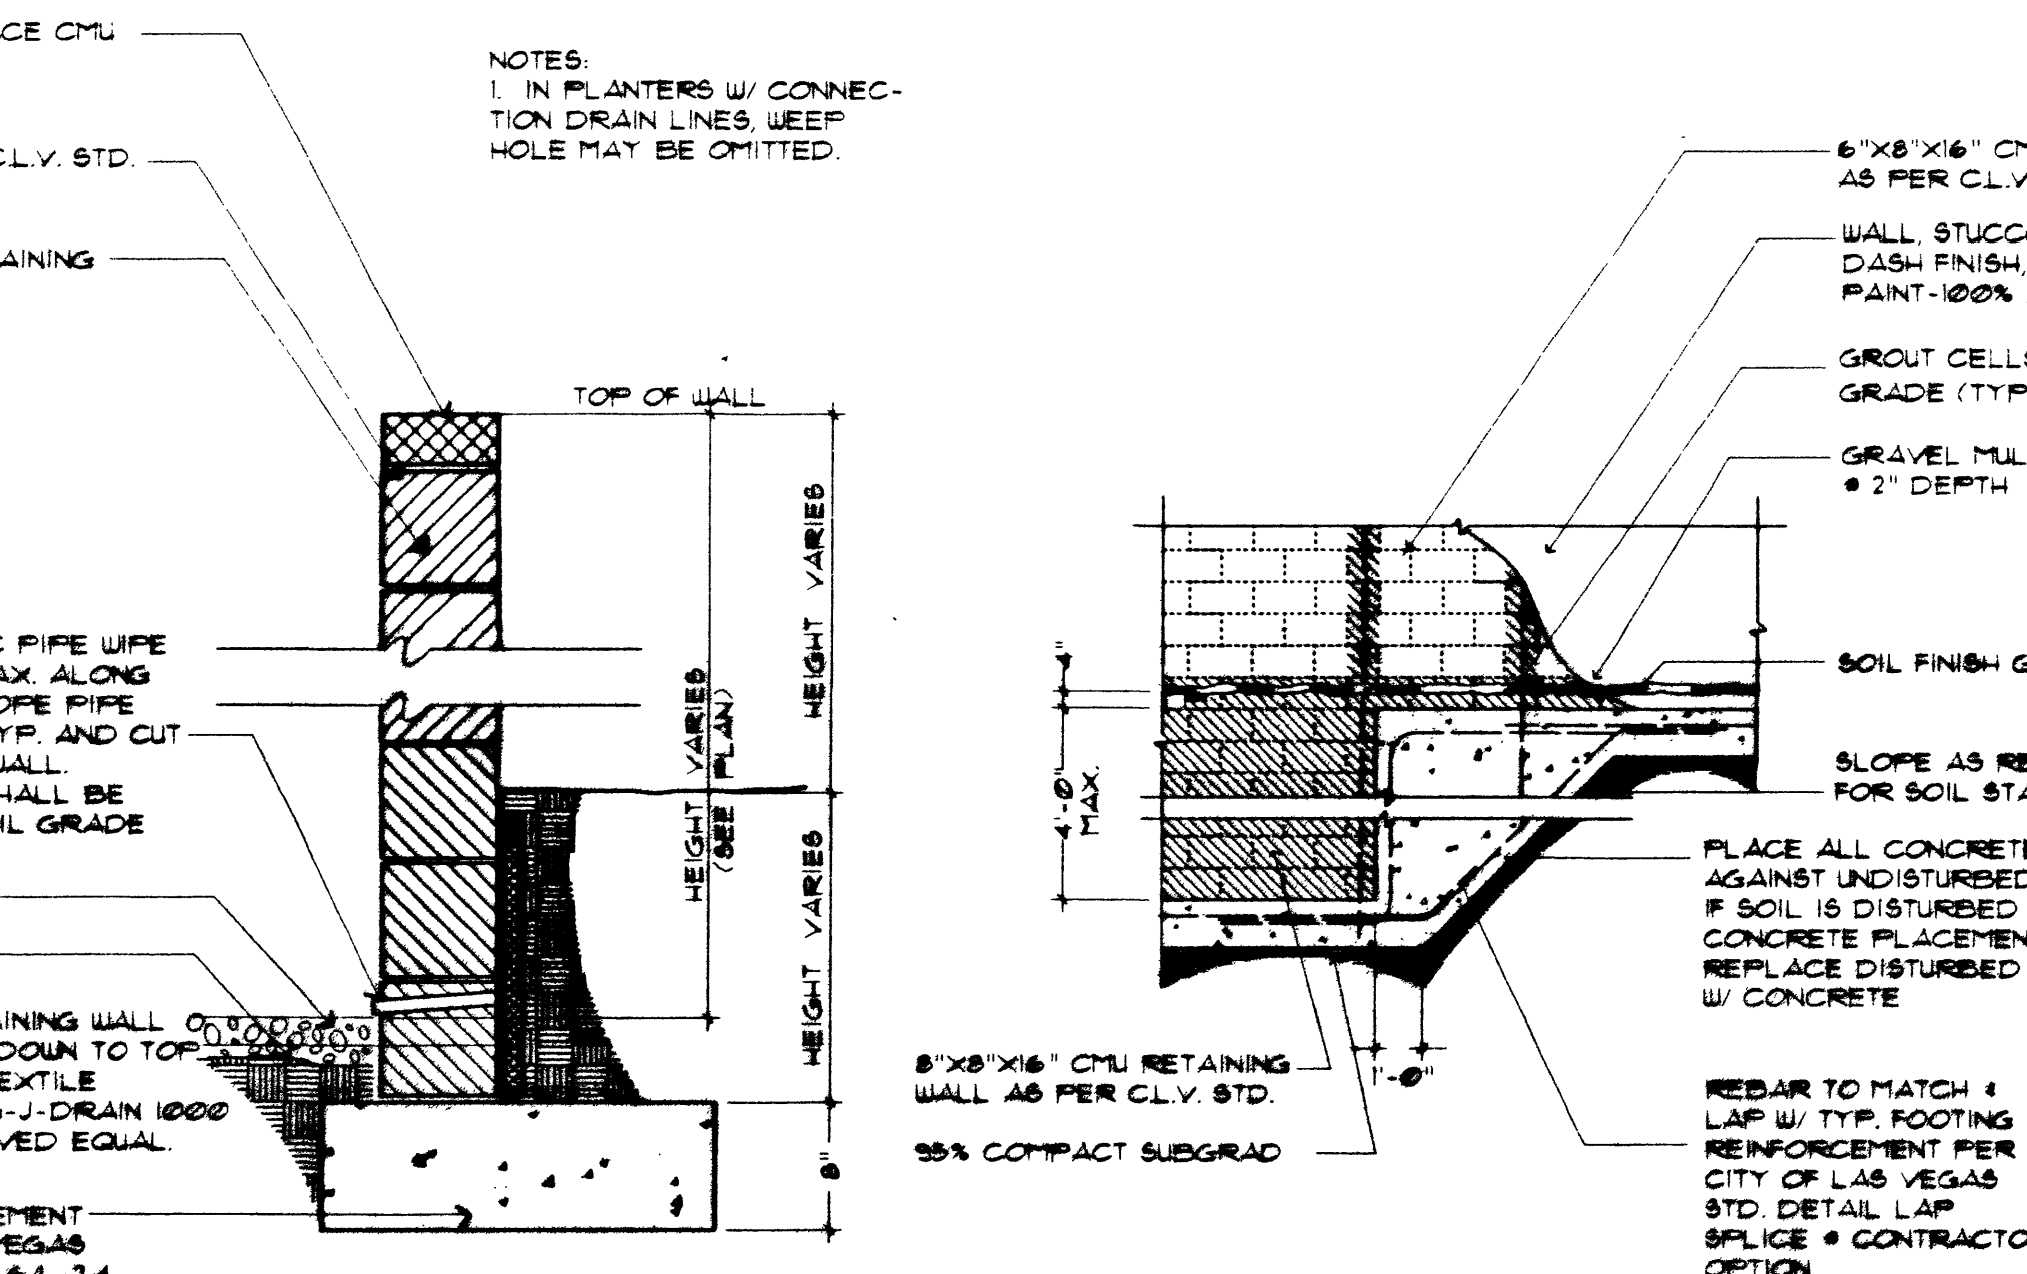 CE CMU
C.L.V. STD.
AINING
PIPE WIPE
AX. ALONG
OPE PIPE
YP. AND CUT
WALL.
HALL BE
IL GRADE
AINING WALL
DOWN TO TOP
EXTILE
-J-DRAIN 1000
VED EQUAL.
EMENT
VEGAS
NOTES:
1. IN PLANTERS W/ CONNEC-
TION DRAIN LINES, WEEP
HOLE MAY BE OMITTED.
TOP OF WALL
HEIGHT VARIES
HEIGHT VARIES
(SEE PLAN)
HEIGHT VARIES
8"
4"
4'-0"
MAX.
1'-0"
8"X8"X16" CMU RETAINING
WALL AS PER C.L.V. STD.
95% COMPACT SUBGRAD
6"X8"X16" CM
AS PER C.L.V
WALL, STUCCO
DASH FINISH,
PAINT-100%
GROUT CELLS
GRADE (TYP
GRAVEL MUL
@ 2" DEPTH
SOIL FINISH G
SLOPE AS RE
FOR SOIL STA
PLACE ALL CONCRETE
AGAINST UNDISTURBED
IF SOIL IS DISTURBED
CONCRETE PLACEMEN
REPLACE DISTURBED
W/ CONCRETE
REBAR TO MATCH &
LAP W/ TYP. FOOTING
REINFORCEMENT PER
CITY OF LAS VEGAS
STD. DETAIL LAP
SPLICE @ CONTRACTO
OPTION